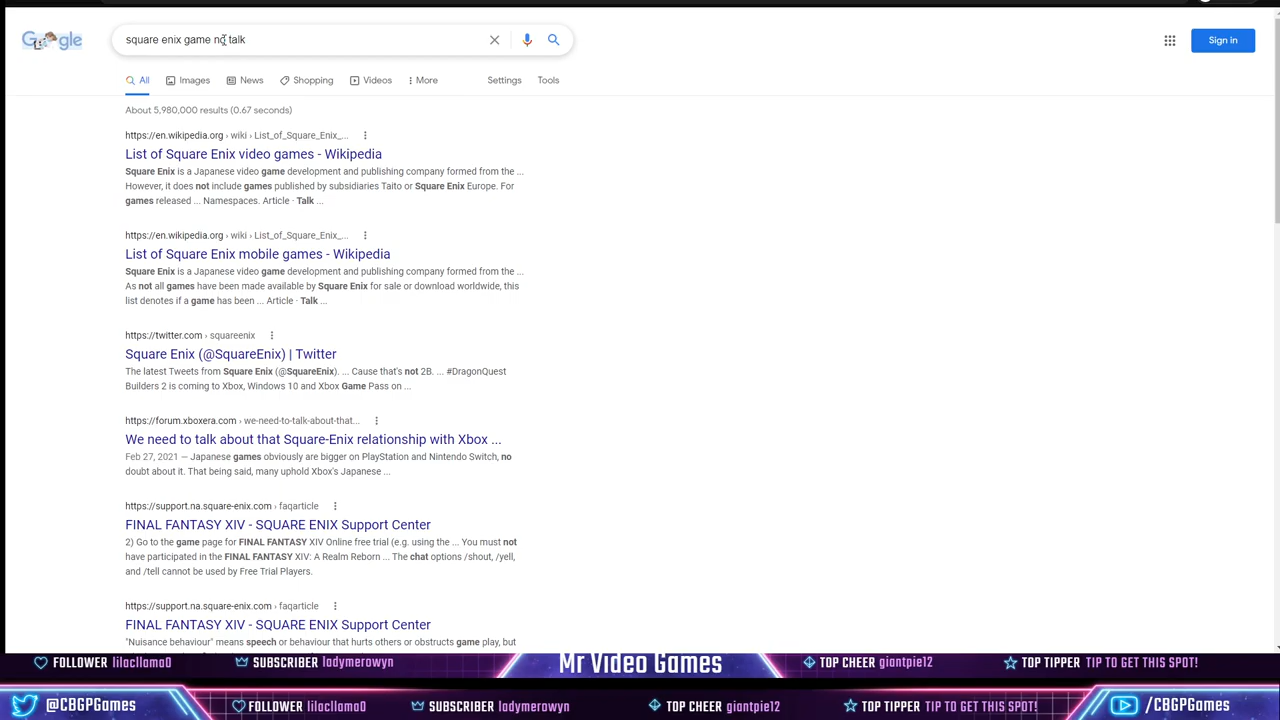 Google
square enix game no talk
Sign in
All Images News Shopping Videos More Settings Tools
About 5,980,000 results (0.67 seconds)
https://en.wikipedia.org › wiki › List_of_Square_Enix_...
List of Square Enix video games - Wikipedia
Square Enix is a Japanese video game development and publishing company formed from the ...
However, it does not include games published by subsidiaries Taito or Square Enix Europe. For
games released ... Namespaces. Article · Talk ...
https://en.wikipedia.org › wiki › List_of_Square_Enix_...
List of Square Enix mobile games - Wikipedia
Square Enix is a Japanese video game development and publishing company formed from the ...
As not all games have been made available by Square Enix for sale or download worldwide, this
list denotes if a game has been ... Article · Talk ...
https://twitter.com › squareenix
Square Enix (@SquareEnix) | Twitter
The latest Tweets from Square Enix (@SquareEnix). ... Cause that's not 2B. ... #DragonQuest
Builders 2 is coming to Xbox, Windows 10 and Xbox Game Pass on ...
https://forum.xboxera.com › we-need-to-talk-about-that...
We need to talk about that Square-Enix relationship with Xbox ...
Feb 27, 2021 — Japanese games obviously are bigger on PlayStation and Nintendo Switch, no
doubt about it. That being said, many uphold Xbox's Japanese ...
https://support.na.square-enix.com › faqarticle
FINAL FANTASY XIV - SQUARE ENIX Support Center
2) Go to the game page for FINAL FANTASY XIV Online free trial (e.g. using the ... You must not
have participated in the FINAL FANTASY XIV: A Realm Reborn ... The chat options /shout, /yell,
and /tell cannot be used by Free Trial Players.
https://support.na.square-enix.com › faqarticle
FINAL FANTASY XIV - SQUARE ENIX Support Center
"Nuisance behaviour" means speech or behaviour that hurts others or obstructs game play, but
FOLLOWER lilacllama0 SUBSCRIBER ladymerowyn Mr Video Games TOP CHEER giantpie12 TOP TIPPER TIP TO GET THIS SPOT!
@CBGPGames FOLLOWER lilacllama0 SUBSCRIBER ladymerowyn TOP CHEER giantpie12 TOP TIPPER TIP TO GET THIS SPOT! /CBGPGames